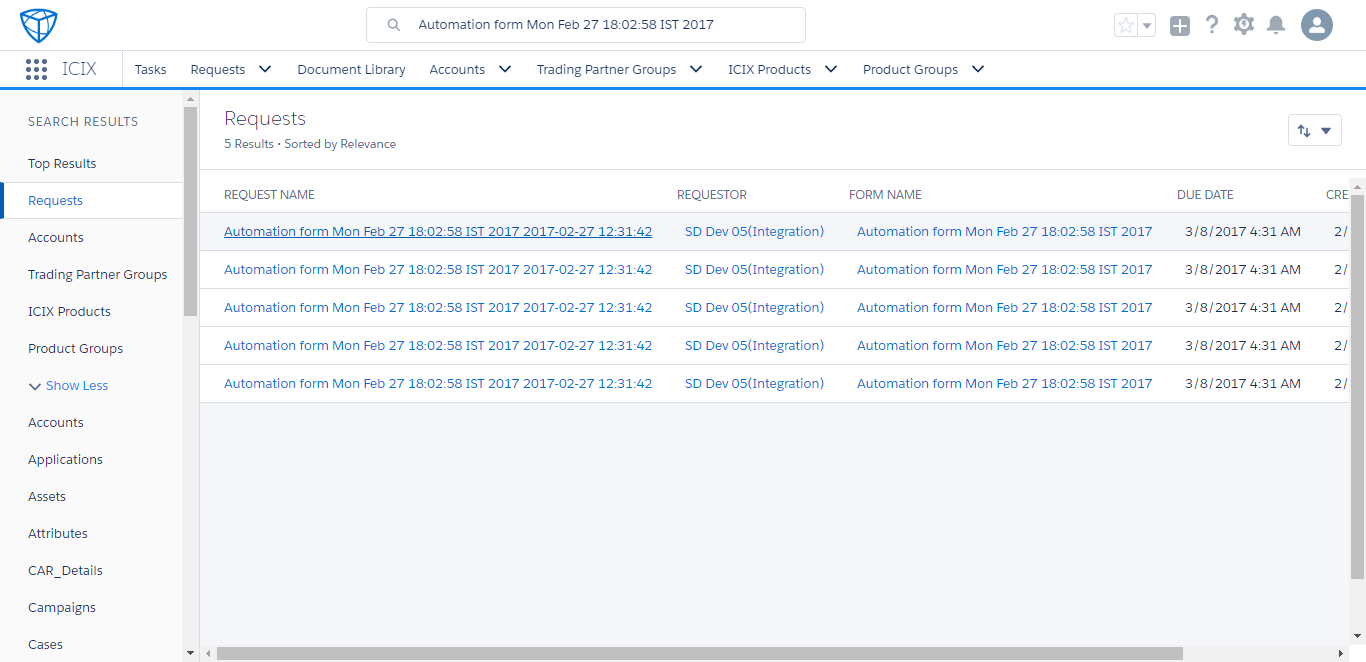 Automation form Mon Feb 27 18:02:58 IST 2017
ICIX Tasks Requests Document Library Accounts Trading Partner Groups ICIX Products Product Groups
SEARCH RESULTS
Top Results
Requests
Accounts
Trading Partner Groups
ICIX Products
Product Groups
Show Less
Accounts
Applications
Assets
Attributes
CAR_Details
Campaigns
Cases
Requests
5 Results • Sorted by Relevance
REQUEST NAME REQUESTOR FORM NAME DUE DATE CRE
Automation form Mon Feb 27 18:02:58 IST 2017 2017-02-27 12:31:42 SD Dev 05(Integration) Automation form Mon Feb 27 18:02:58 IST 2017 3/8/2017 4:31 AM 2/
Automation form Mon Feb 27 18:02:58 IST 2017 2017-02-27 12:31:42 SD Dev 05(Integration) Automation form Mon Feb 27 18:02:58 IST 2017 3/8/2017 4:31 AM 2/
Automation form Mon Feb 27 18:02:58 IST 2017 2017-02-27 12:31:42 SD Dev 05(Integration) Automation form Mon Feb 27 18:02:58 IST 2017 3/8/2017 4:31 AM 2/
Automation form Mon Feb 27 18:02:58 IST 2017 2017-02-27 12:31:42 SD Dev 05(Integration) Automation form Mon Feb 27 18:02:58 IST 2017 3/8/2017 4:31 AM 2/
Automation form Mon Feb 27 18:02:58 IST 2017 2017-02-27 12:31:42 SD Dev 05(Integration) Automation form Mon Feb 27 18:02:58 IST 2017 3/8/2017 4:31 AM 2/